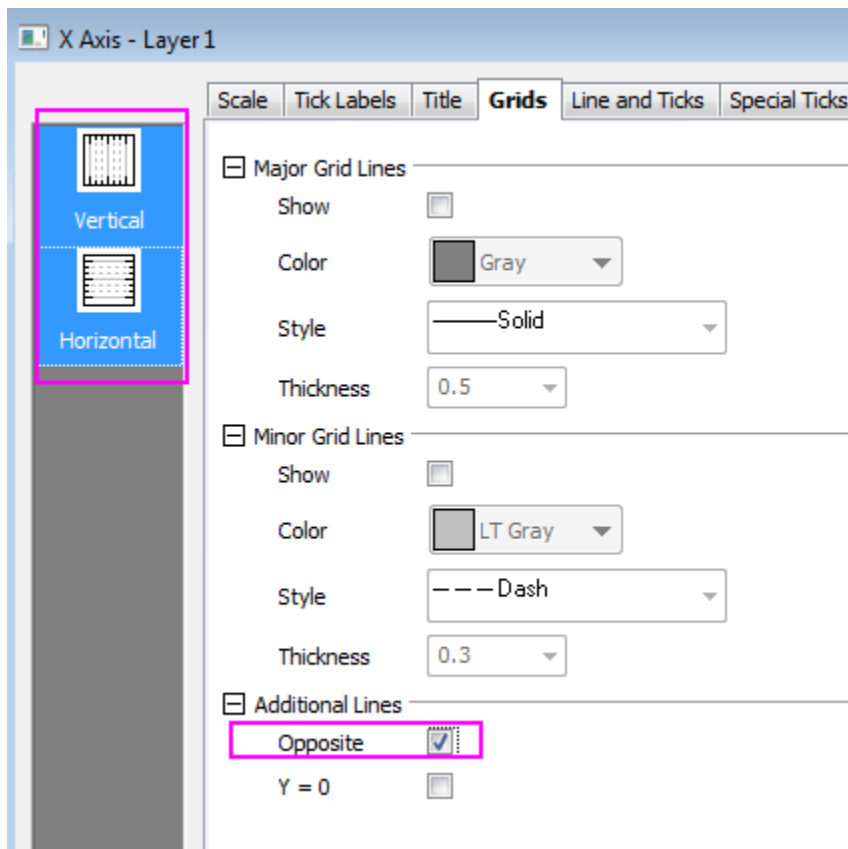 X Axis - Layer 1
Scale Tick Labels Title Grids Line and Ticks Special Ticks
Vertical
Horizontal
Major Grid Lines
Show
Color Gray
Style Solid
Thickness 0.5
Minor Grid Lines
Show
Color LT Gray
Style Dash
Thickness 0.3
Additional Lines
Opposite
Y = 0